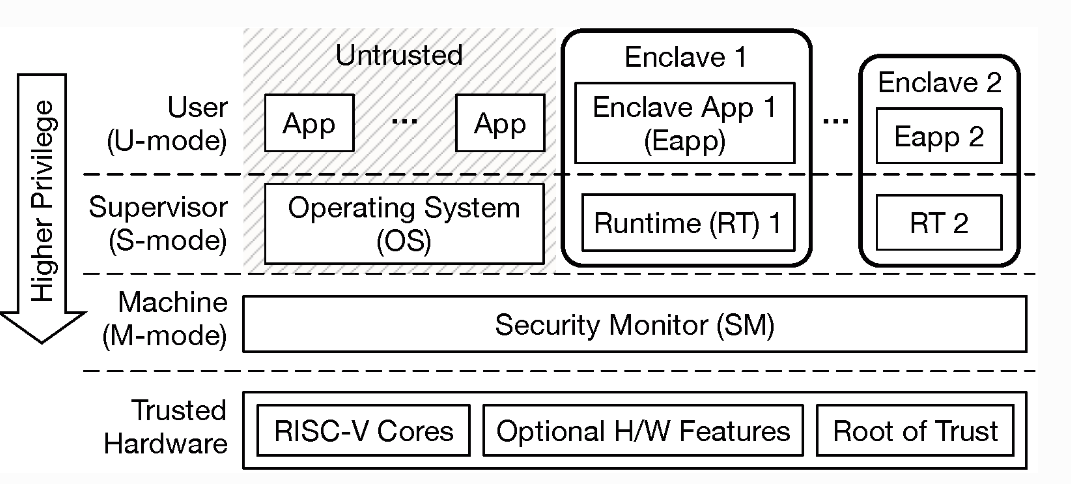 Untrusted
Enclave 1
Enclave 2
Higher Privilege
User
(U-mode)
App
...
App
Enclave App 1
(Eapp)
...
Eapp 2
Supervisor
(S-mode)
Operating System
(OS)
Runtime (RT) 1
RT 2
Machine
(M-mode)
Security Monitor (SM)
Trusted
Hardware
RISC-V Cores
Optional H/W Features
Root of Trust